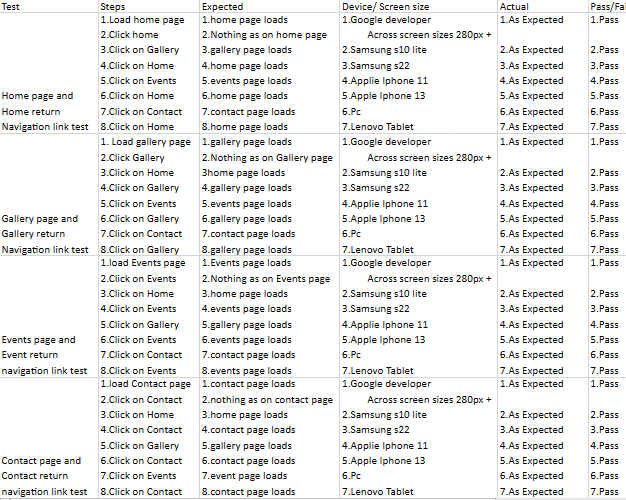 Test Steps Expected Device/ Screen size Actual Pass/Fai
1.Load home page 1.home page loads 1.Google developer 1.As Expected 1.Pass
2.Click home 2.Nothing as on home page Across screen sizes 280px +
3.Click on Gallery 3.gallery page loads 2.Samsung s10 lite 2.As Expected 2.Pass
4.Click on Home 4.home page loads 3.Samsung s22 3.As Expected 3.Pass
5.Click on Events 5.events page loads 4.Applie Iphone 11 4.As Expected 4.Pass
Home page and 6.Click on Home 6.home page loads 5.Apple Iphone 13 5.As Expected 5.Pass
Home return 7.Click on Contact 7.contact page loads 6.Pc 6.As Expected 6.Pass
Navigation link test 8.Click on Home 8.home page loads 7.Lenovo Tablet 7.As Expected 7.Pass
1. Load gallery page 1.gallery page loads 1.Google developer 1.As Expected 1.Pass
2.Click Gallery 2.Nothing as on Gallery page Across screen sizes 280px +
3.Click on Home 3home page loads 2.Samsung s10 lite 2.As Expected 2.Pass
4.Click on Gallery 4.gallery page loads 3.Samsung s22 3.As Expected 3.Pass
5.Click on Events 5.events page loads 4.Applie Iphone 11 4.As Expected 4.Pass
Gallery page and 6.Click on Gallery 6.gallery page loads 5.Apple Iphone 13 5.As Expected 5.Pass
Gallery return 7.Click on Contact 7.contact page loads 6.Pc 6.As Expected 6.Pass
Navigation link test 8.Click on Gallery 8.gallery page loads 7.Lenovo Tablet 7.As Expected 7.Pass
1.load Events page 1.Events page loads 1.Google developer 1.As Expected 1.Pass
2.Click on Events 2.Nothing as on Events page Across screen sizes 280px +
3.Click on Home 3.home page loads 2.Samsung s10 lite 2.As Expected 2.Pass
4.Click on Events 4.events page loads 3.Samsung s22 3.As Expected 3.Pass
5.Click on Gallery 5.gallery page loads 4.Applie Iphone 11 4.As Expected 4.Pass
Events page and 6.Click on Events 6.events page loads 5.Apple Iphone 13 5.As Expected 5.Pass
Event return 7.Click on Contact 7.contact page loads 6.Pc 6.As Expected 6.Pass
navigation link test 8.Click on Events 8.events page loads 7.Lenovo Tablet 7.As Expected 7.Pass
1.load Contact page 1.contact page loads 1.Google developer 1.As Expected 1.Pass
2.Click on Contact 2.nothing as on contact page Across screen sizes 280px +
3.Click on Home 3.home page loads 2.Samsung s10 lite 2.As Expected 2.Pass
4.Click on Contact 4.contact page loads 3.Samsung s22 3.As Expected 3.Pass
5.Click on Gallery 5.gallery page loads 4.Applie Iphone 11 4.As Expected 4.Pass
Contact page and 6.Click on Contact 6.contact page loads 5.Apple Iphone 13 5.As Expected 5.Pass
Contact return 7.Click on Events 7.event page loads 6.Pc 6.As Expected 6.Pass
navigation link test 8.Click on Contact 8.contact page loads 7.Lenovo Tablet 7.As Expected 7.Pass